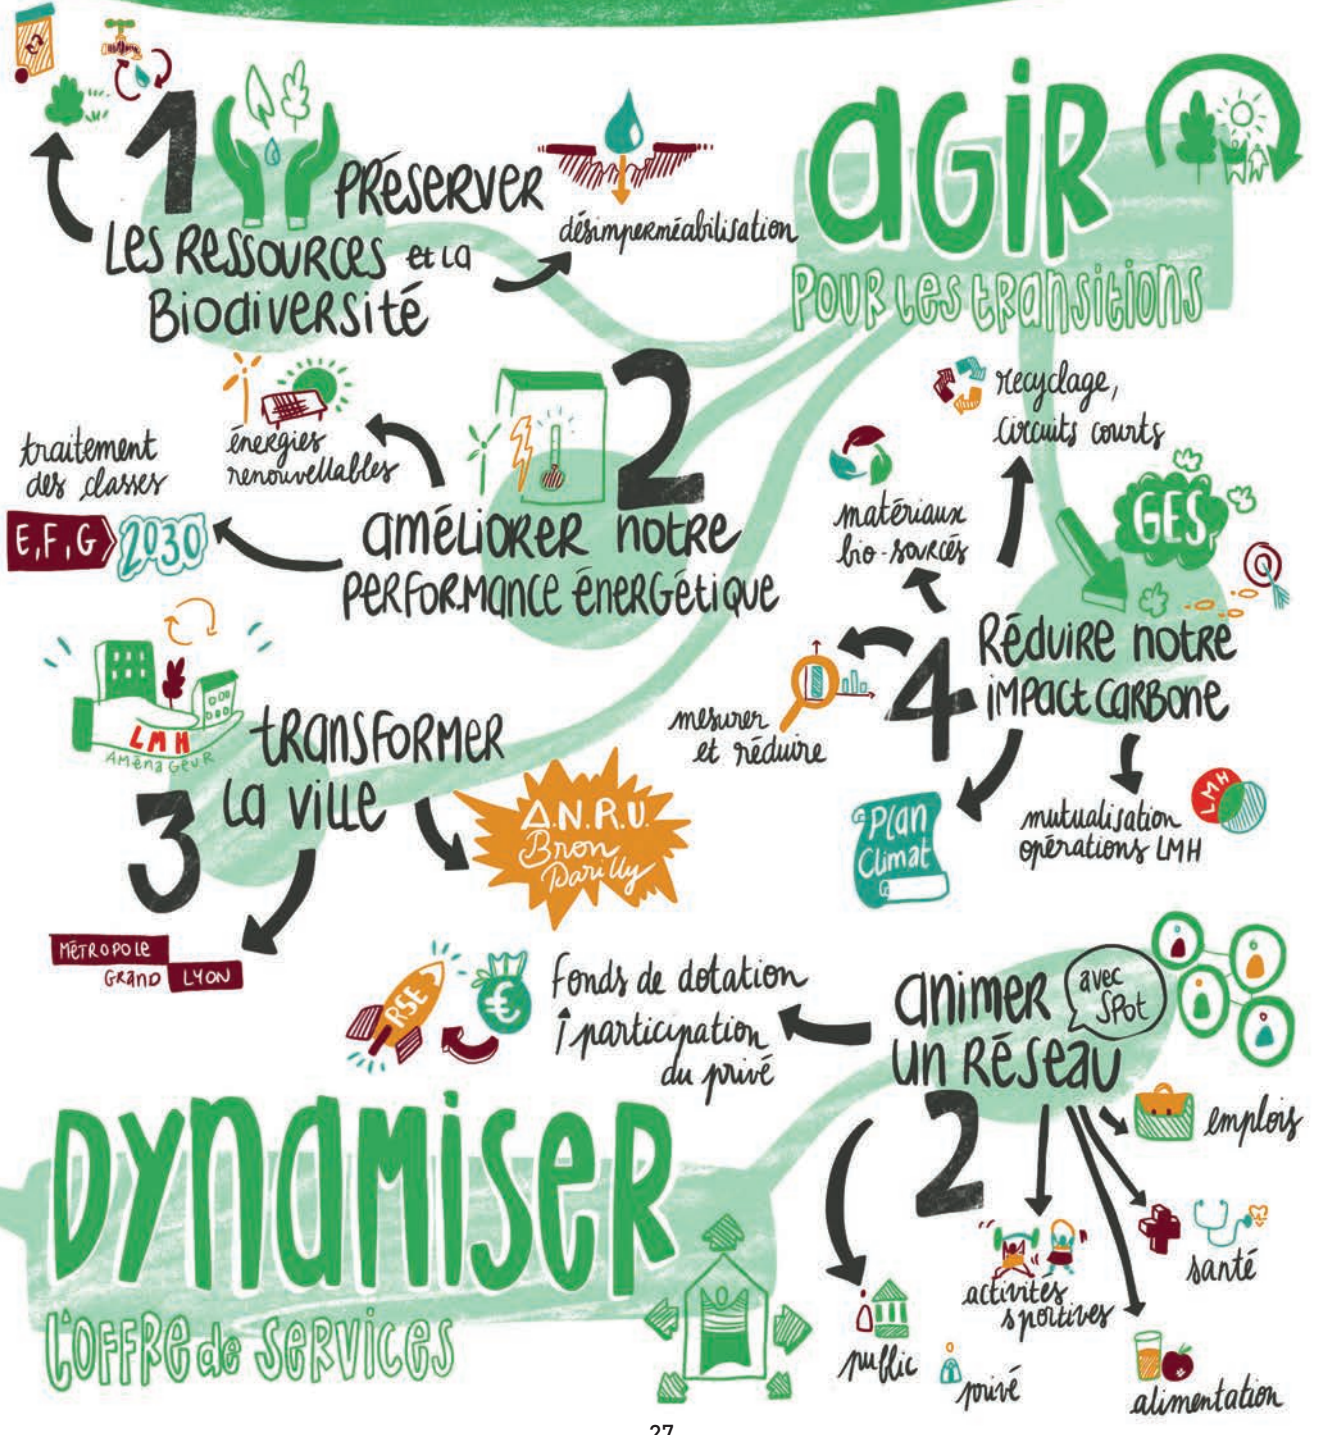 AGIR
POUR LES TRANSITIONS
1
PRÉSERVER
LES RESSOURCES et LA
BIODIVERSITÉ
désimperméabilisation
2
AMÉLIORER NOTRE
PERFORMANCE ÉNERGÉTIQUE
énergies
renouvellables
traitement
des classes
E, F, G
2030
3
TRANSFORMER
LA VILLE
LMH
AMÉNAGEUR
A.N.R.U.
Bron
Parilly
MÉTROPOLE
GRAND LYON
4
RÉDUIRE NOTRE
IMPACT CARBONE
GES
recyclage,
circuits courts
matériaux
bio-sourcés
mesurer
et réduire
Plan
Climat
mutualisation
opérations LMH
LMH
DYNAMISER
L'OFFRE de SERVICES
2
ANIMER
UN RÉSEAU
avec
SPOT
fonds de dotation
participation
du privé
€
RSE
emplois
santé
activités
sportives
alimentation
public
privé
27